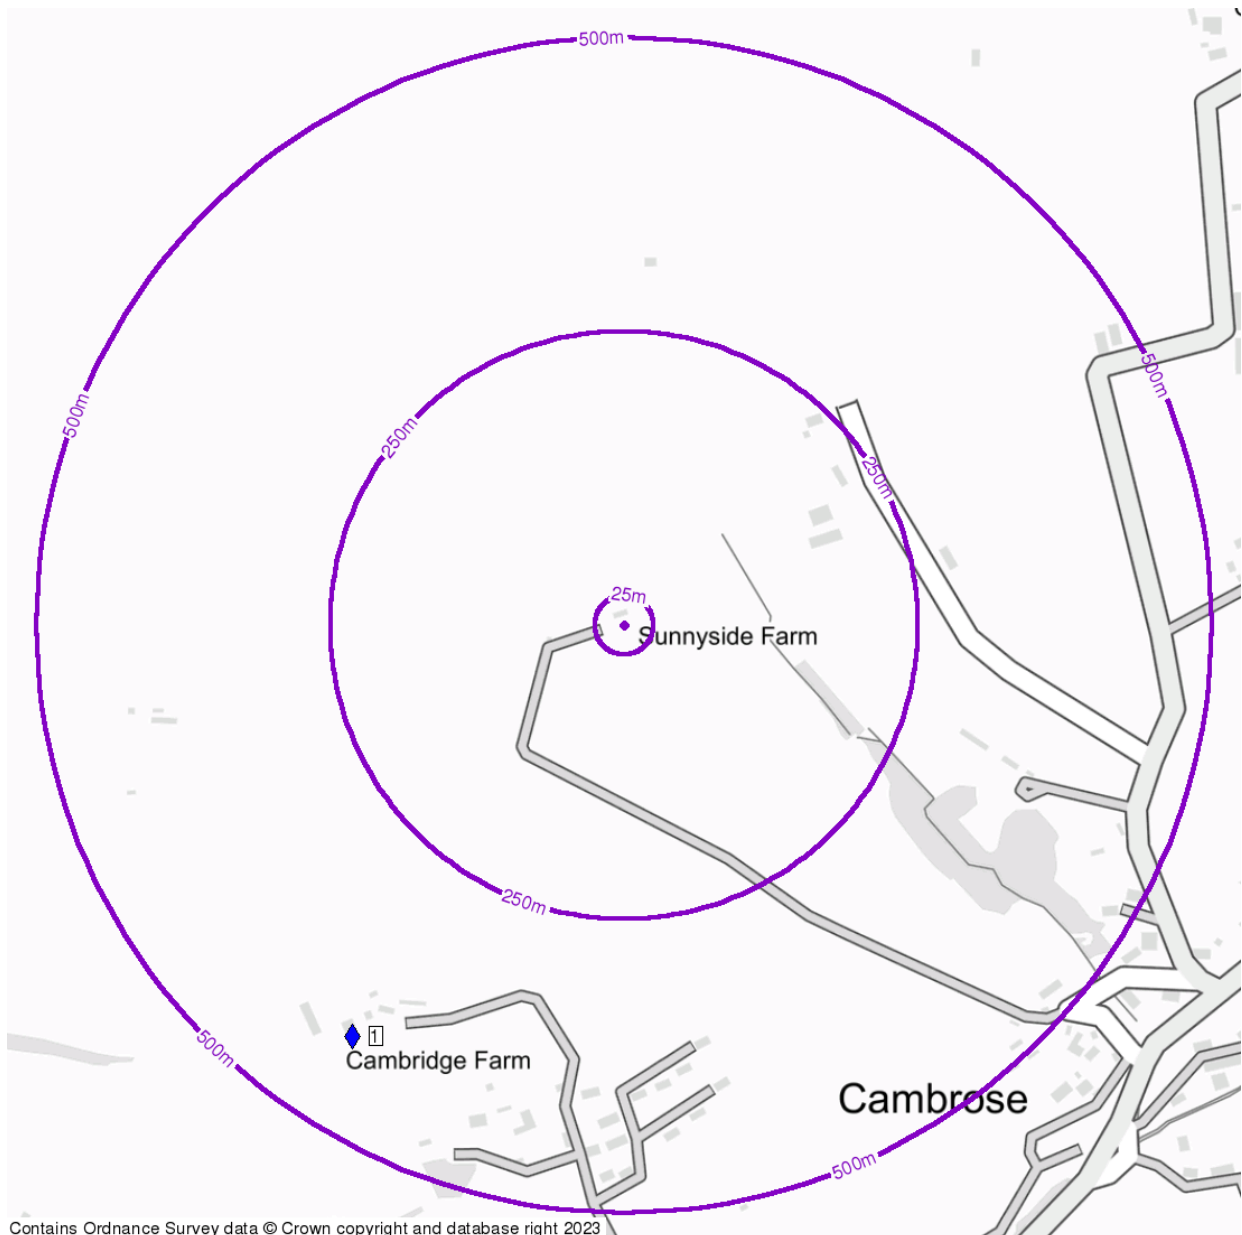 500m
500m
500m
250m
250m
25m
Sunnyside Farm
250m
1
Cambridge Farm
500m
Cambrose
500m
Contains Ordnance Survey data © Crown copyright and database right 2023